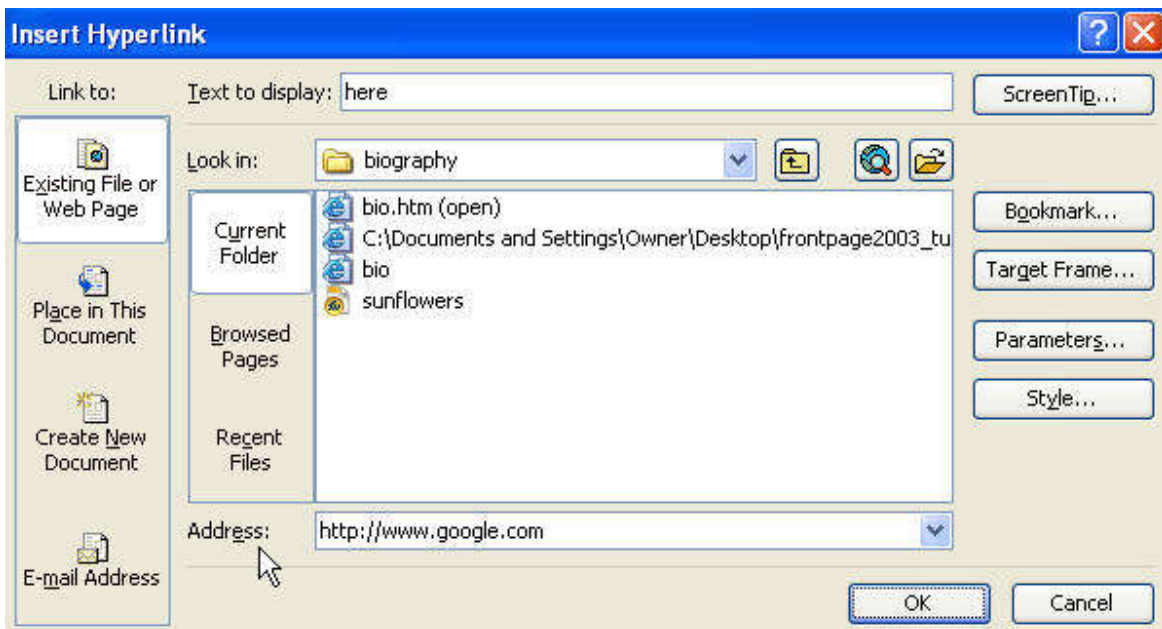 Insert Hyperlink
Link to:
Text to display: here
ScreenTip...
Existing File or
Web Page
Look in: biography
Current
Folder
bio.htm (open)
C:\Documents and Settings\Owner\Desktop\frontpage2003_tu
bio
sunflowers
Bookmark...
Target Frame...
Parameters...
Style...
Place in This
Document
Browsed
Pages
Create New
Document
Recent
Files
E-mail Address
Address: http://www.google.com
OK
Cancel